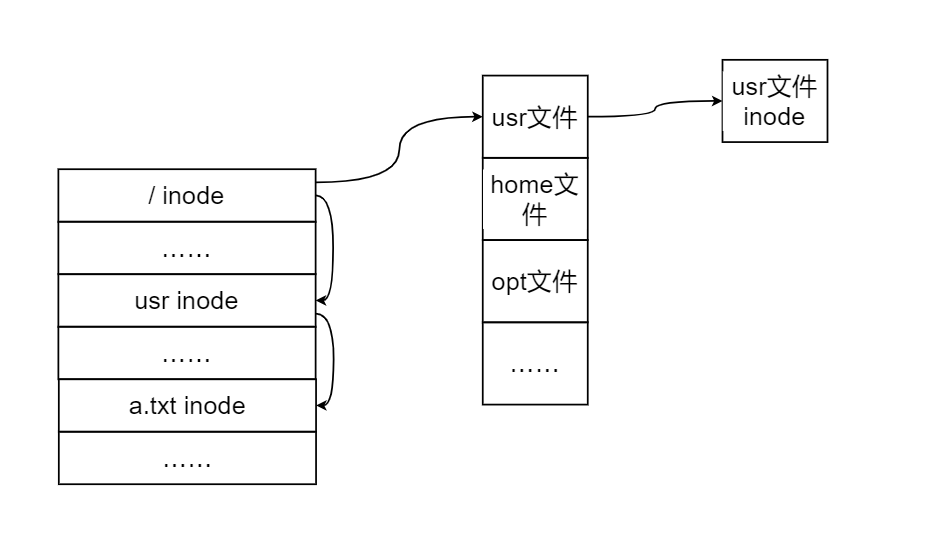 / inode
……
usr inode
……
a.txt inode
……
usr文件
home文
件
opt文件
……
usr文件
inode